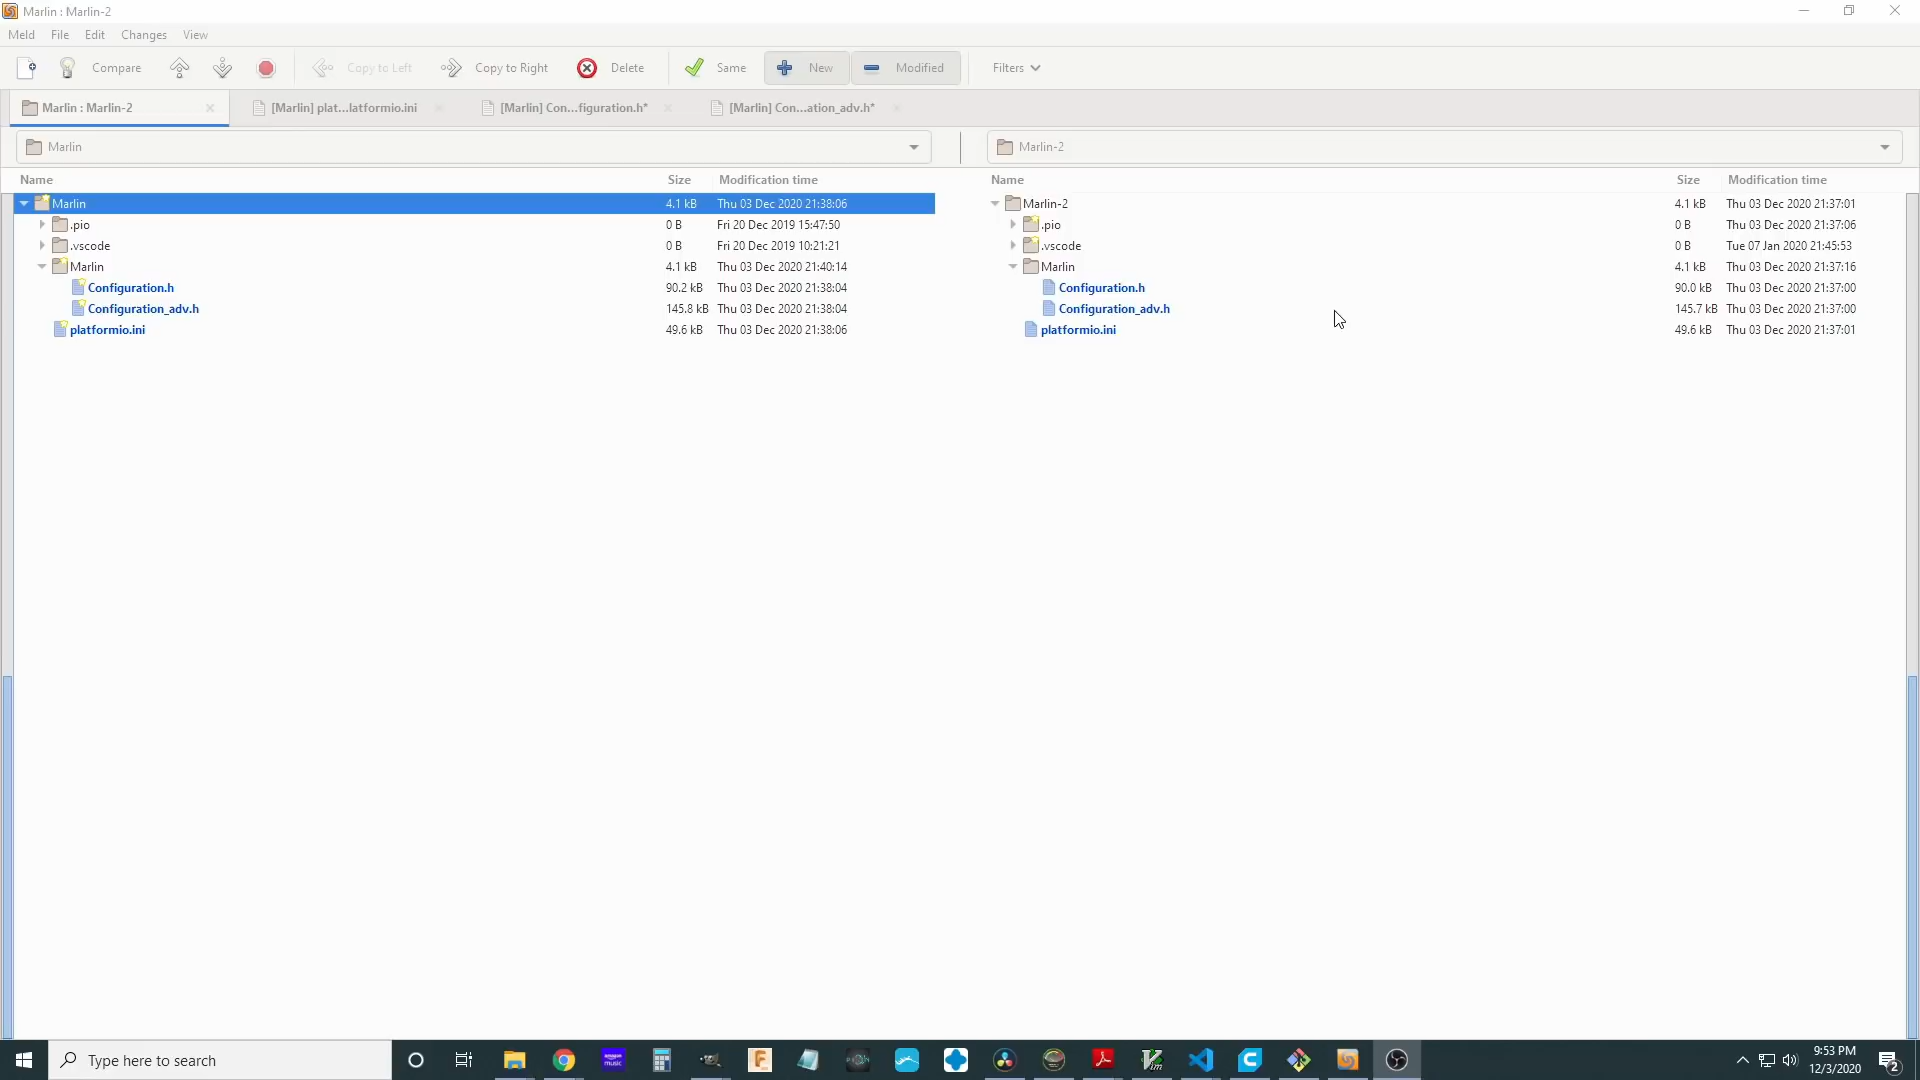 Marlin : Marlin-2
Meld File Edit Changes View
Compare Copy to Left Copy to Right Delete Same New Modified Filters
Marlin : Marlin-2 [Marlin] plat...latformio.ini [Marlin] Con...figuration.h* [Marlin] Con...ation_adv.h*
Marlin Marlin-2
Name Size Modification time Name Size Modification time
Marlin 4.1 kB Thu 03 Dec 2020 21:38:06 Marlin-2 4.1 kB Thu 03 Dec 2020 21:37:01
.pio 0 B Fri 20 Dec 2019 15:47:50 .pio 0 B Thu 03 Dec 2020 21:37:06
.vscode 0 B Fri 20 Dec 2019 10:21:21 .vscode 0 B Tue 07 Jan 2020 21:45:53
Marlin 4.1 kB Thu 03 Dec 2020 21:40:14 Marlin 4.1 kB Thu 03 Dec 2020 21:37:16
Configuration.h 90.2 kB Thu 03 Dec 2020 21:38:04 Configuration.h 90.0 kB Thu 03 Dec 2020 21:37:00
Configuration_adv.h 145.8 kB Thu 03 Dec 2020 21:38:04 Configuration_adv.h 145.7 kB Thu 03 Dec 2020 21:37:00
platformio.ini 49.6 kB Thu 03 Dec 2020 21:38:06 platformio.ini 49.6 kB Thu 03 Dec 2020 21:37:01
Type here to search
9:53 PM
12/3/2020
2